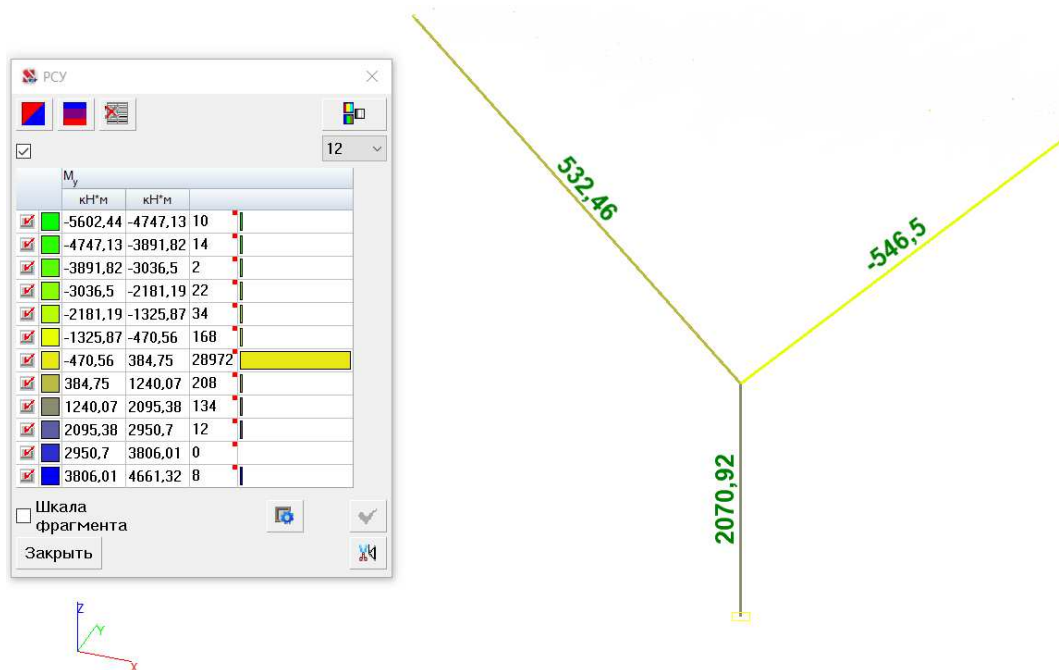 РСУ
12
My
кН*м кН*м
-5602,44 -4747,13 10
-4747,13 -3891,82 14
-3891,82 -3036,5 2
-3036,5 -2181,19 22
-2181,19 -1325,87 34
-1325,87 -470,56 168
-470,56 384,75 28972
384,75 1240,07 208
1240,07 2095,38 134
2095,38 2950,7 12
2950,7 3806,01 0
3806,01 4661,32 8
Шкала
фрагмента
Закрыть
532,46
-546,5
2070,92
Z
Y
X